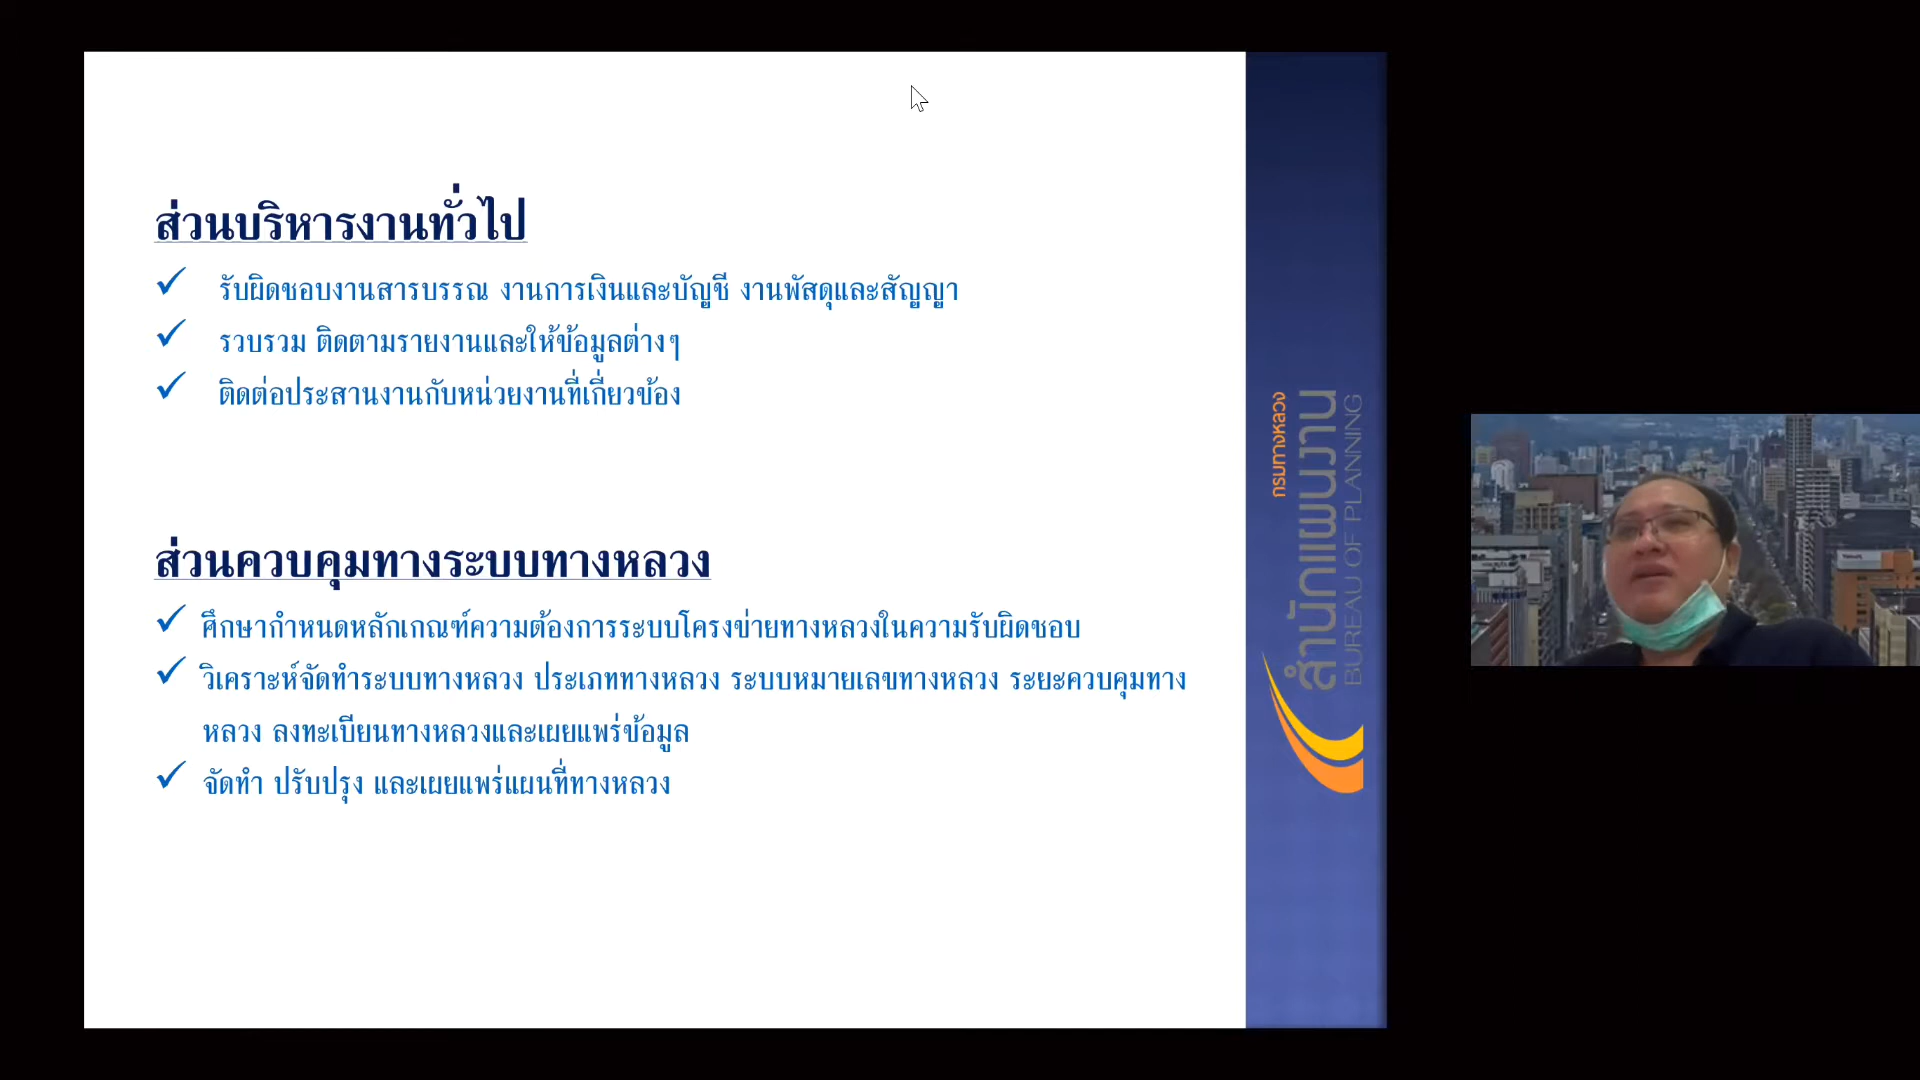 ส่วนบริหารงานทั่วไป
รับผิดชอบงานสารบรรณ งานการเงินและบัญชี งานพัสดุและสัญญา
รวบรวม ติดตามรายงานและให้ข้อมูลต่างๆ
ติดต่อประสานงานกับหน่วยงานที่เกี่ยวข้อง
ส่วนควบคุมทางระบบทางหลวง
ศึกษากำหนดหลักเกณฑ์ความต้องการระบบโครงข่ายทางหลวงในความรับผิดชอบ
วิเคราะห์จัดทำระบบทางหลวง ประเภททางหลวง ระบบหมายเลขทางหลวง ระยะควบคุมทาง
หลวง ลงทะเบียนทางหลวงและเผยแพร่ข้อมูล
จัดทำ ปรับปรุง และเผยแพร่แผนที่ทางหลวง
กรมทางหลวง
สำนักแผนงาน
BUREAU OF PLANNING